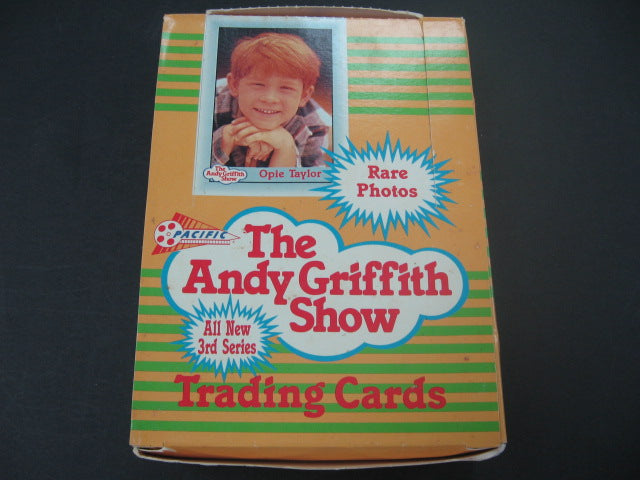 The
Andy Griffith
Show
Opie Taylor
Rare
Photos
PACIFIC
The
Andy Griffith
Show
All New
3rd Series
Trading Cards